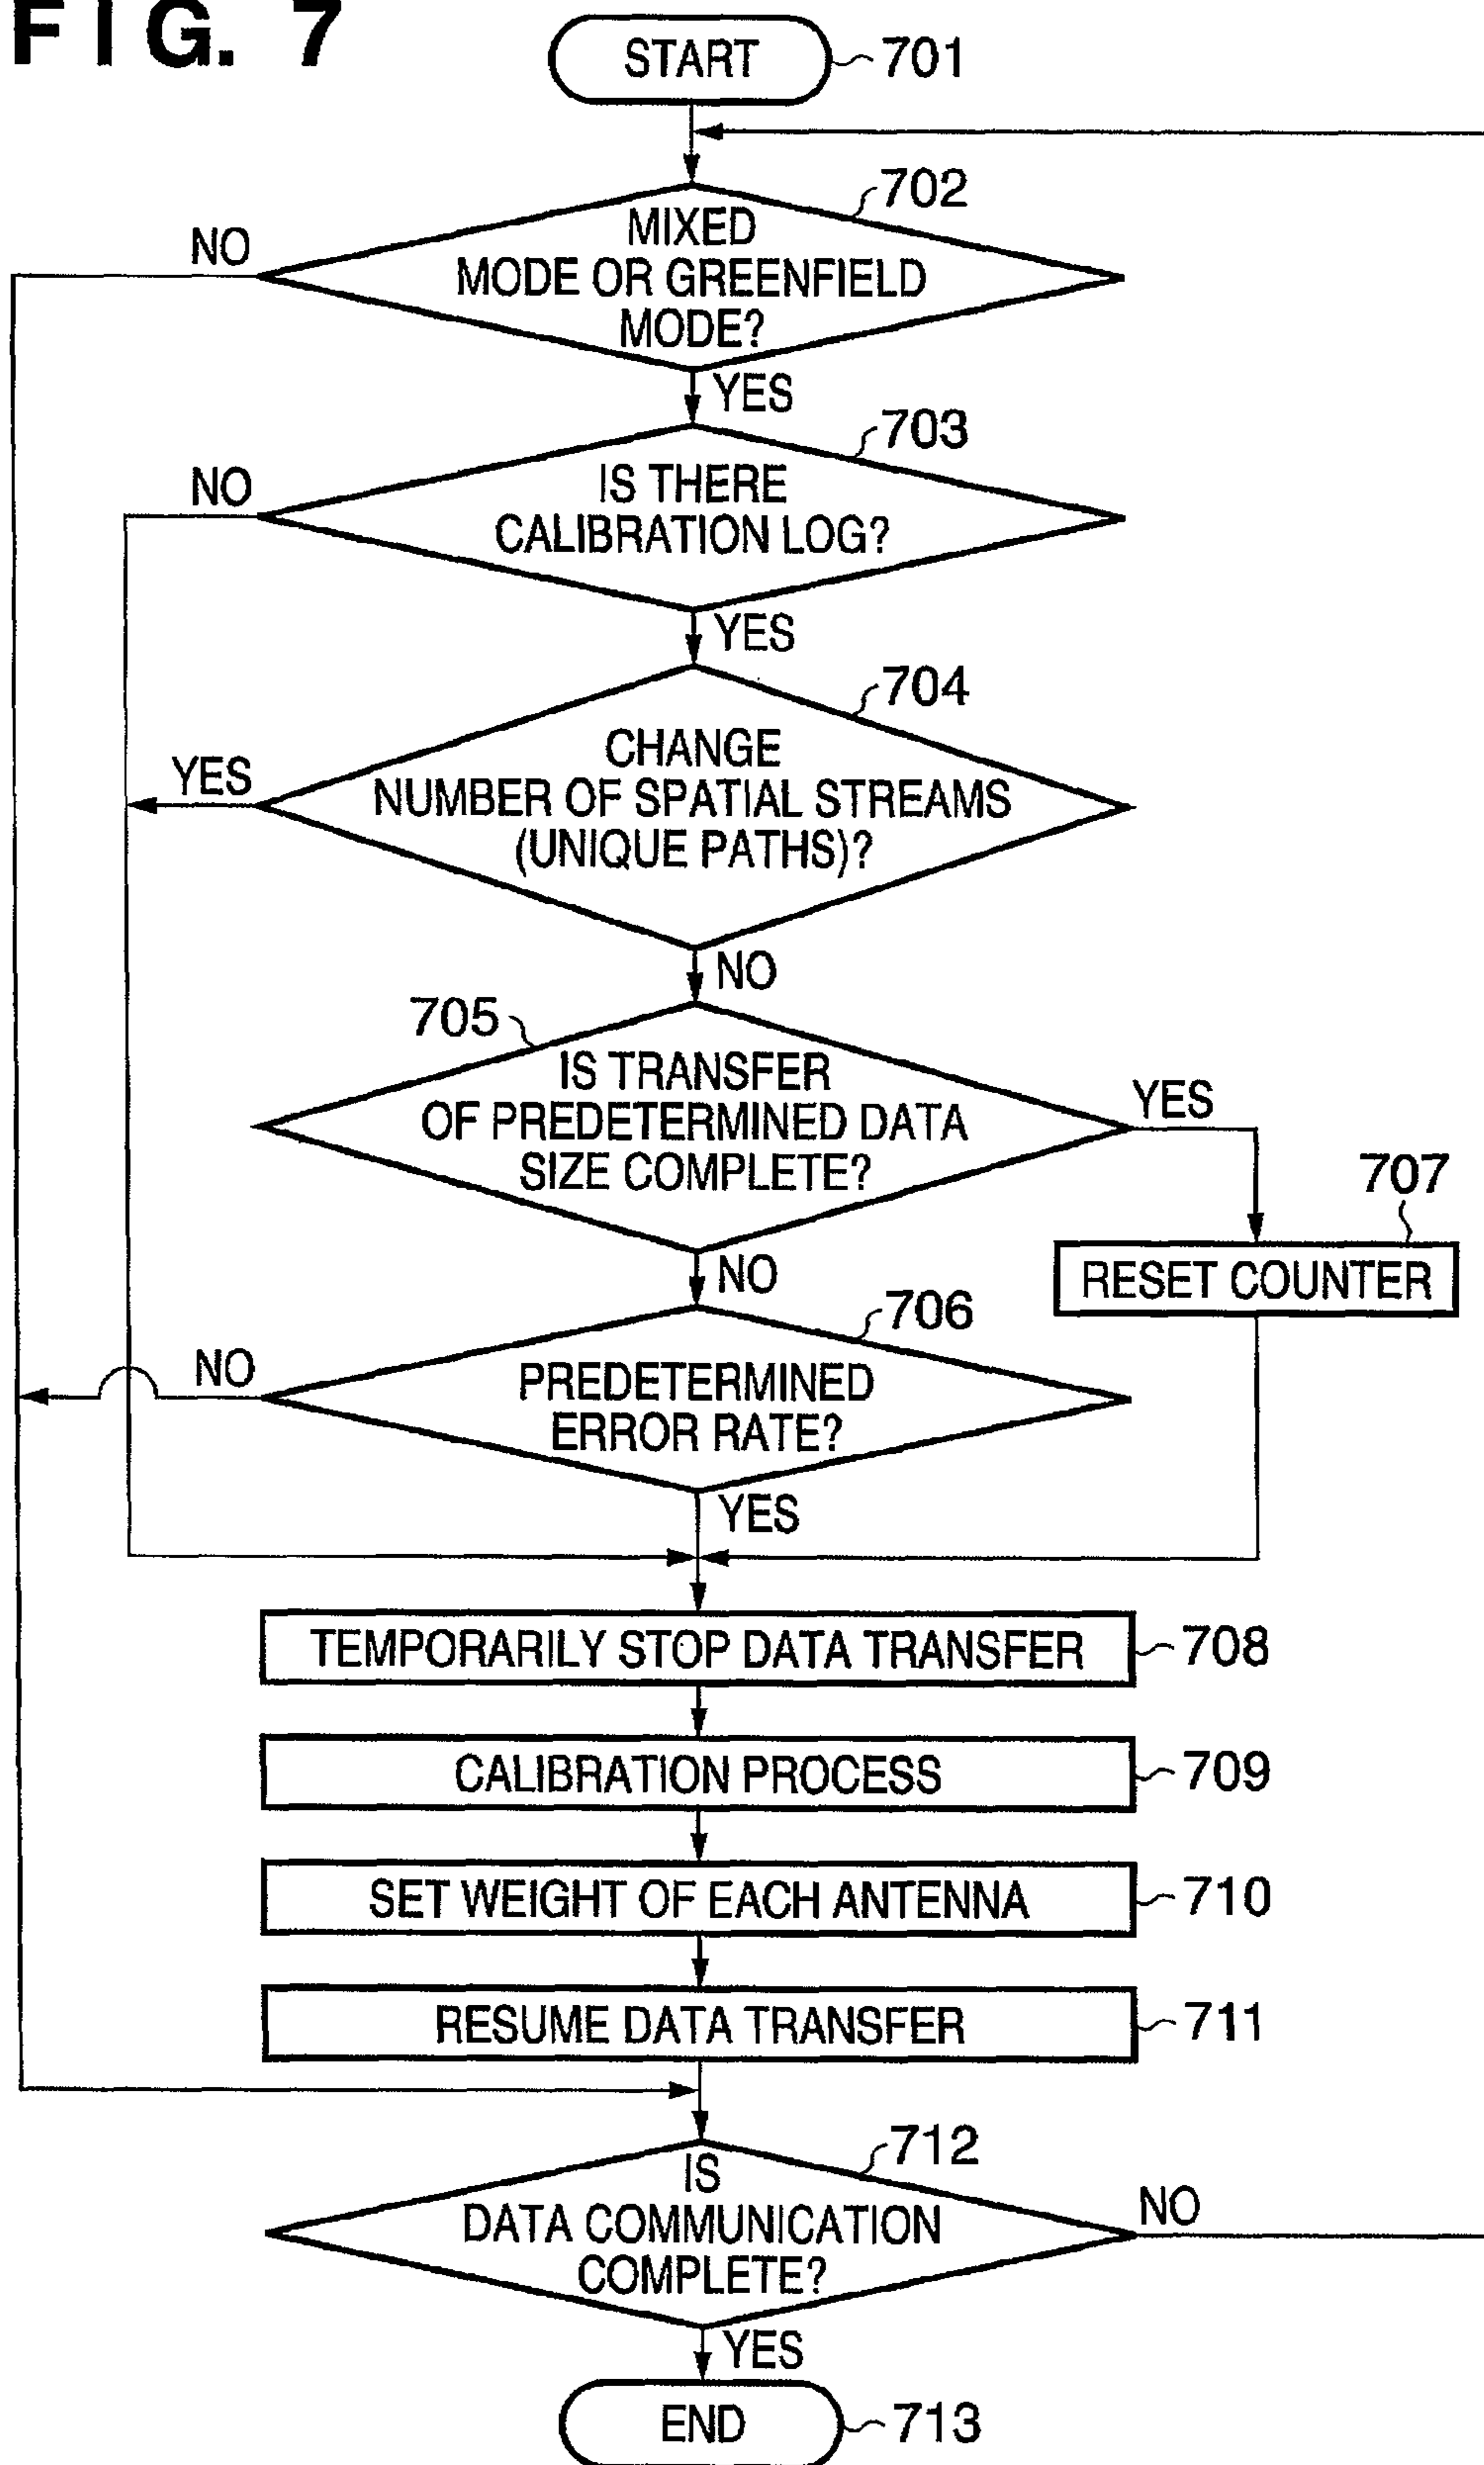 FIG. 7
START
701
702
MIXED
MODE OR GREENFIELD
MODE?
NO
YES
703
IS THERE
CALIBRATION LOG?
NO
YES
704
CHANGE
NUMBER OF SPATIAL STREAMS
(UNIQUE PATHS)?
YES
NO
705
IS TRANSFER
OF PREDETERMINED DATA
SIZE COMPLETE?
YES
707
RESET COUNTER
NO
706
PREDETERMINED
ERROR RATE?
NO
YES
TEMPORARILY STOP DATA TRANSFER
708
CALIBRATION PROCESS
709
SET WEIGHT OF EACH ANTENNA
710
RESUME DATA TRANSFER
711
712
IS
DATA COMMUNICATION
COMPLETE?
NO
YES
END
713